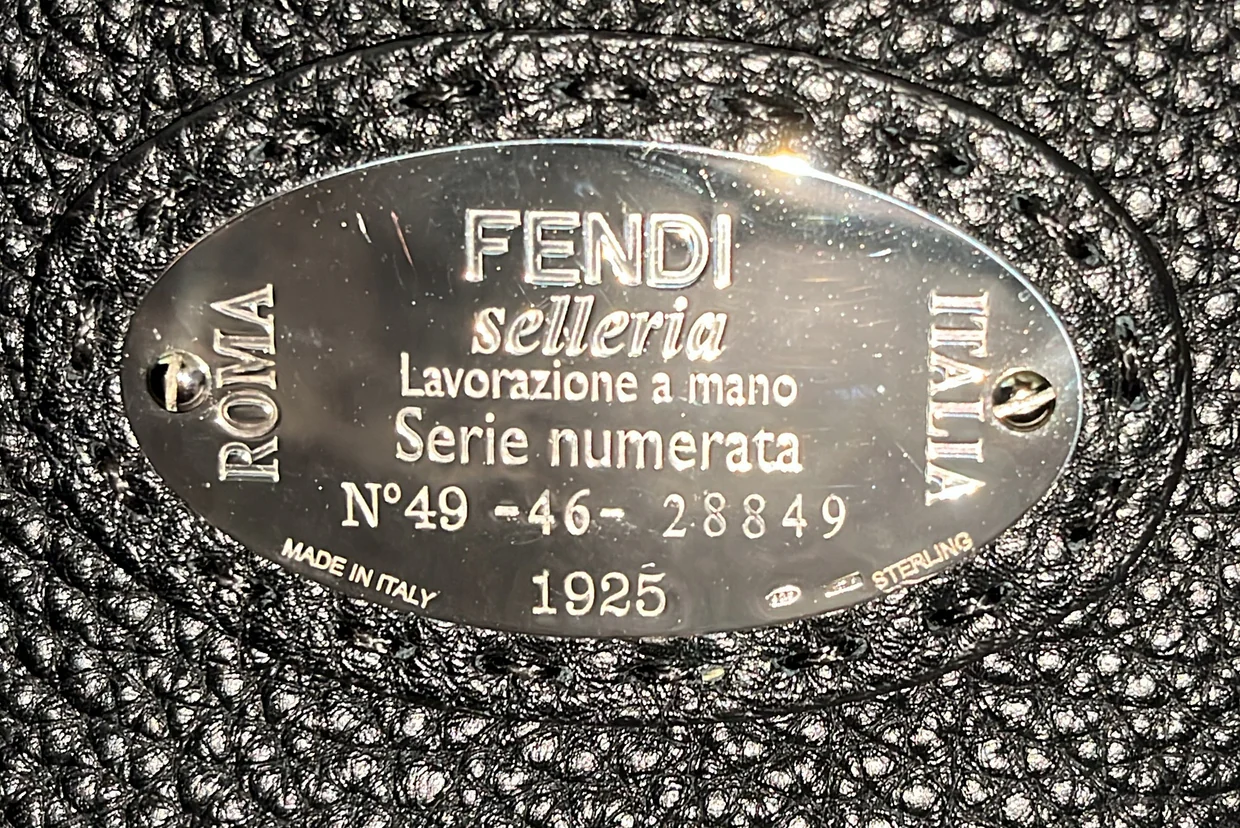 FENDI
selleria
Lavorazione a mano
Serie numerata
N°49 -46- 28849
1925
ROMA
ITALIA
MADE IN ITALY
STERLING